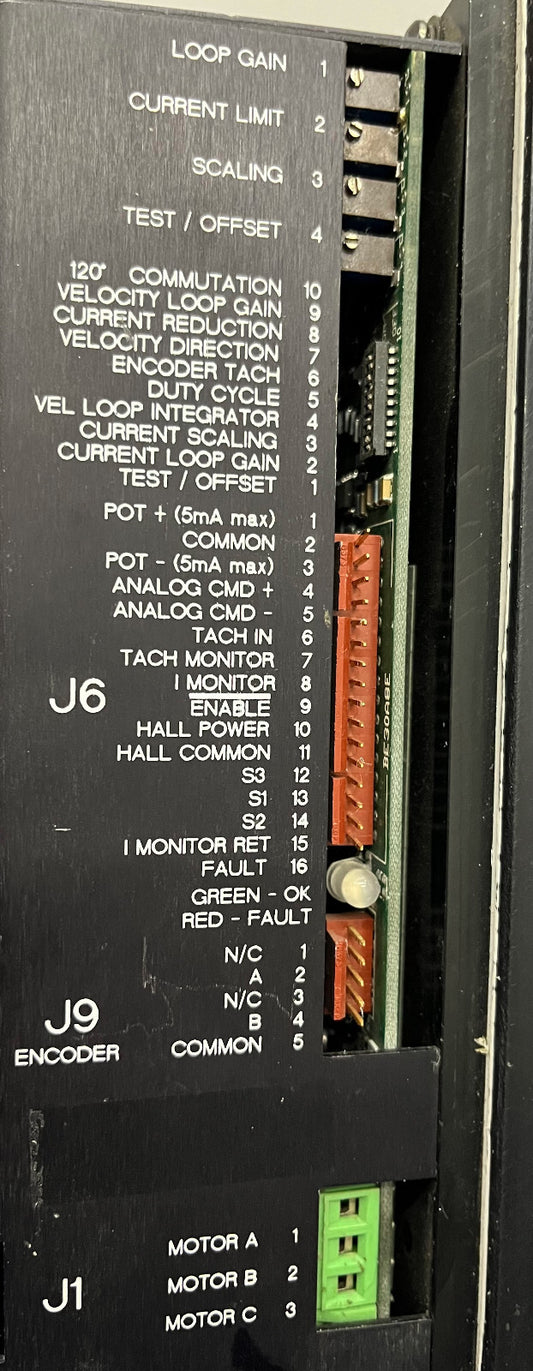 LOOP GAIN 1
CURRENT LIMIT 2
SCALING 3
TEST / OFFSET 4
120° COMMUTATION 10
VELOCITY LOOP GAIN 9
CURRENT REDUCTION 8
VELOCITY DIRECTION 7
ENCODER TACH 6
DUTY CYCLE 5
VEL LOOP INTEGRATOR 4
CURRENT SCALING 3
CURRENT LOOP GAIN 2
TEST / OFFSET 1
POT + (5mA max) 1
COMMON 2
POT - (5mA max) 3
ANALOG CMD + 4
ANALOG CMD - 5
TACH IN 6
TACH MONITOR 7
J6
I MONITOR 8
ENABLE 9
HALL POWER 10
HALL COMMON 11
S3 12
S1 13
S2 14
I MONITOR RET 15
FAULT 16
GREEN - OK
RED - FAULT
N/C 1
A 2
N/C 3
J9
B 4
ENCODER
COMMON 5
MOTOR A 1
J1
MOTOR B 2
MOTOR C 3